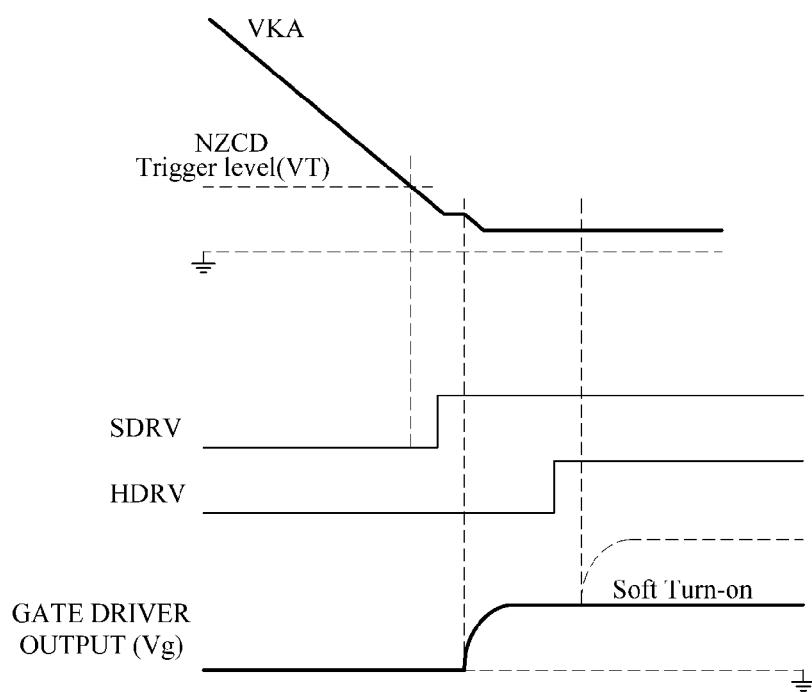 VKA
NZCD
Trigger level(VT)
SDRV
HDRV
Soft Turn-on
GATE DRIVER
OUTPUT (Vg)